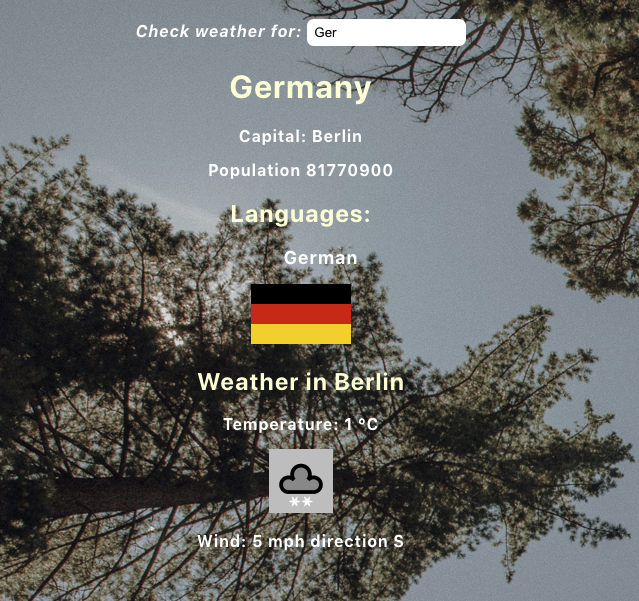 Check weather for: Ger
Germany
Capital: Berlin
Population 81770900
Languages:
German
Weather in Berlin
Temperature: 1 °C
Wind: 5 mph direction S